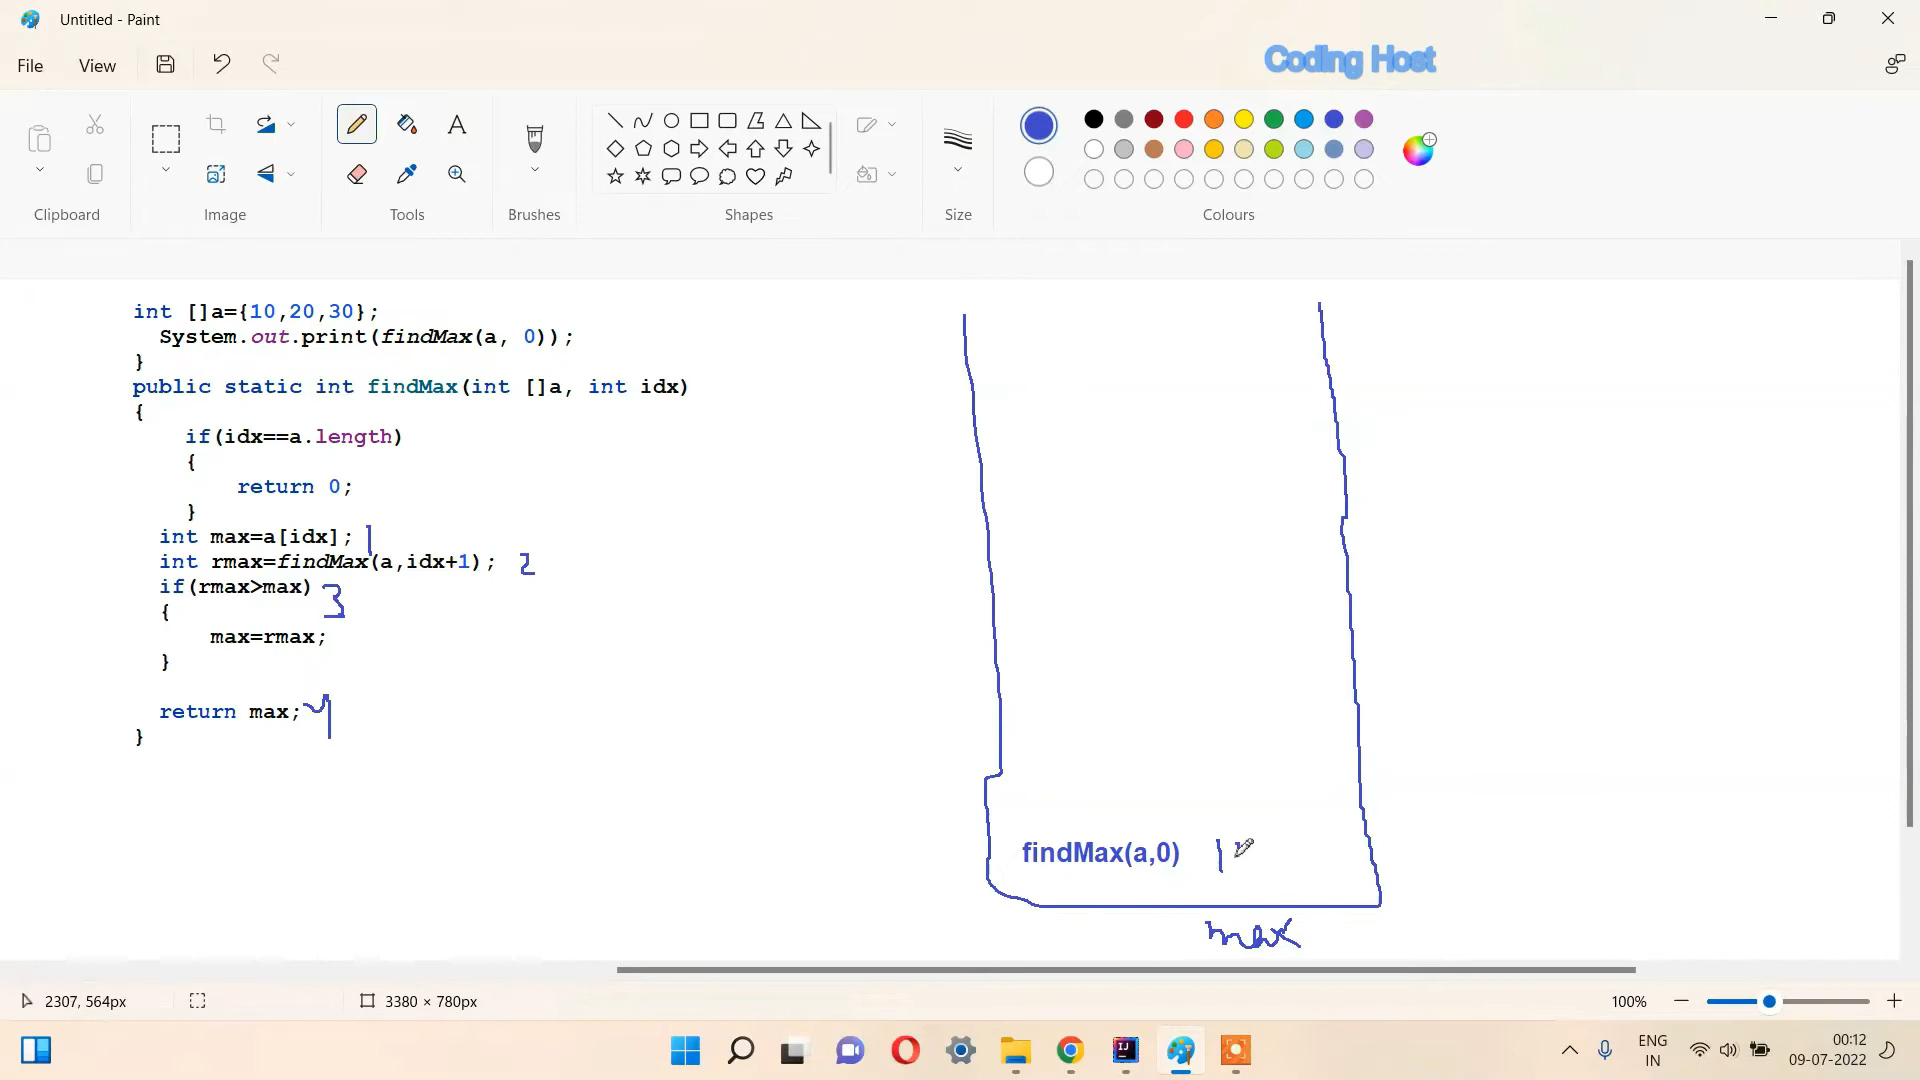 Untitled - Paint
File View
Coding Host
Clipboard Image Tools Brushes Shapes Size Colours
int []a={10,20,30};
System.out.print(findMax(a, 0));
}
public static int findMax(int []a, int idx)
{
if(idx==a.length)
{
return 0;
}
int max=a[idx]; 1
int rmax=findMax(a,idx+1); 2
if(rmax>max) 3
{
max=rmax;
}
return max; 4
}
findMax(a,0) 1
max
2307, 564px 3380 × 780px 100%
ENG
IN
00:12
09-07-2022